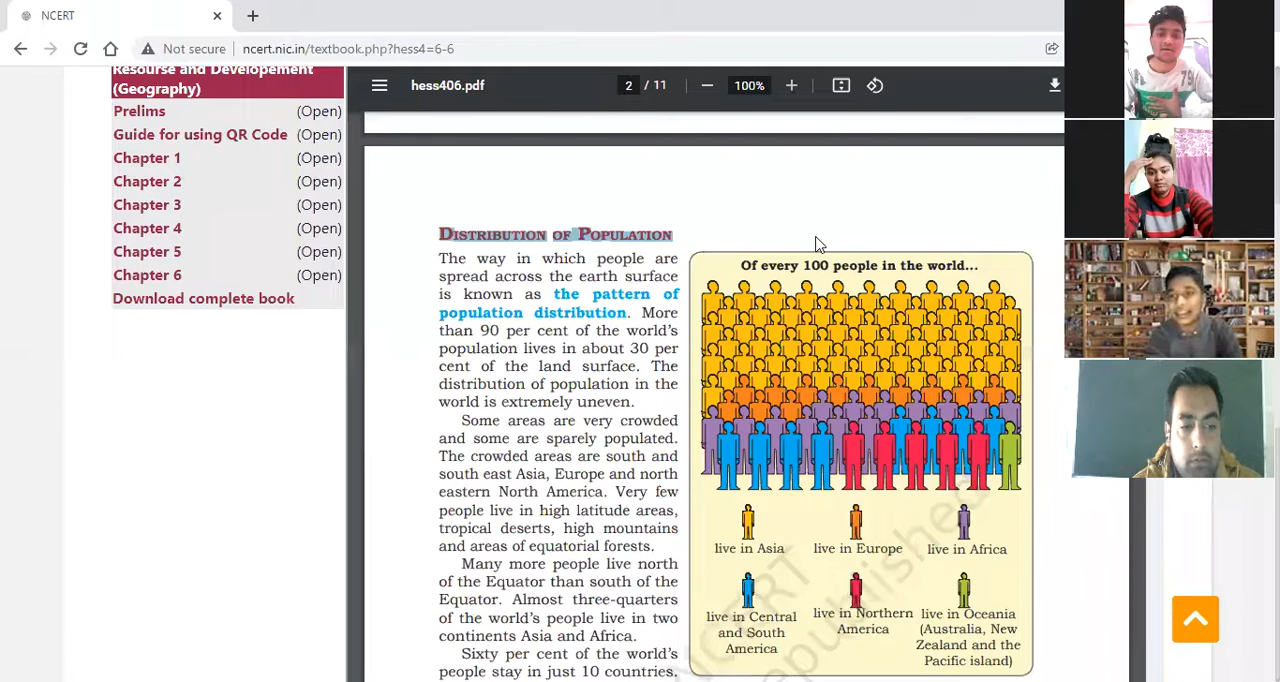 NCERT
Not secure
ncert.nic.in/textbook.php?hess4=6-6
Resourse and Developement
(Geography)
Prelims (Open)
Guide for using QR Code (Open)
Chapter 1 (Open)
Chapter 2 (Open)
Chapter 3 (Open)
Chapter 4 (Open)
Chapter 5 (Open)
Chapter 6 (Open)
Download complete book
hess406.pdf
2 / 11
100%
DISTRIBUTION OF POPULATION
The way in which people are
spread across the earth surface
is known as the pattern of
population distribution. More
than 90 per cent of the world's
population lives in about 30 per
cent of the land surface. The
distribution of population in the
world is extremely uneven.
Some areas are very crowded
and some are sparely populated.
The crowded areas are south and
south east Asia, Europe and north
eastern North America. Very few
people live in high latitude areas,
tropical deserts, high mountains
and areas of equatorial forests.
Many more people live north
of the Equator than south of the
Equator. Almost three-quarters
of the world's people live in two
continents Asia and Africa.
Sixty per cent of the world's
people stay in just 10 countries.
Of every 100 people in the world...
live in Asia
live in Europe
live in Africa
live in Central
and South
America
live in Northern
America
live in Oceania
(Australia, New
Zealand and the
Pacific island)
NCERT
republished
79